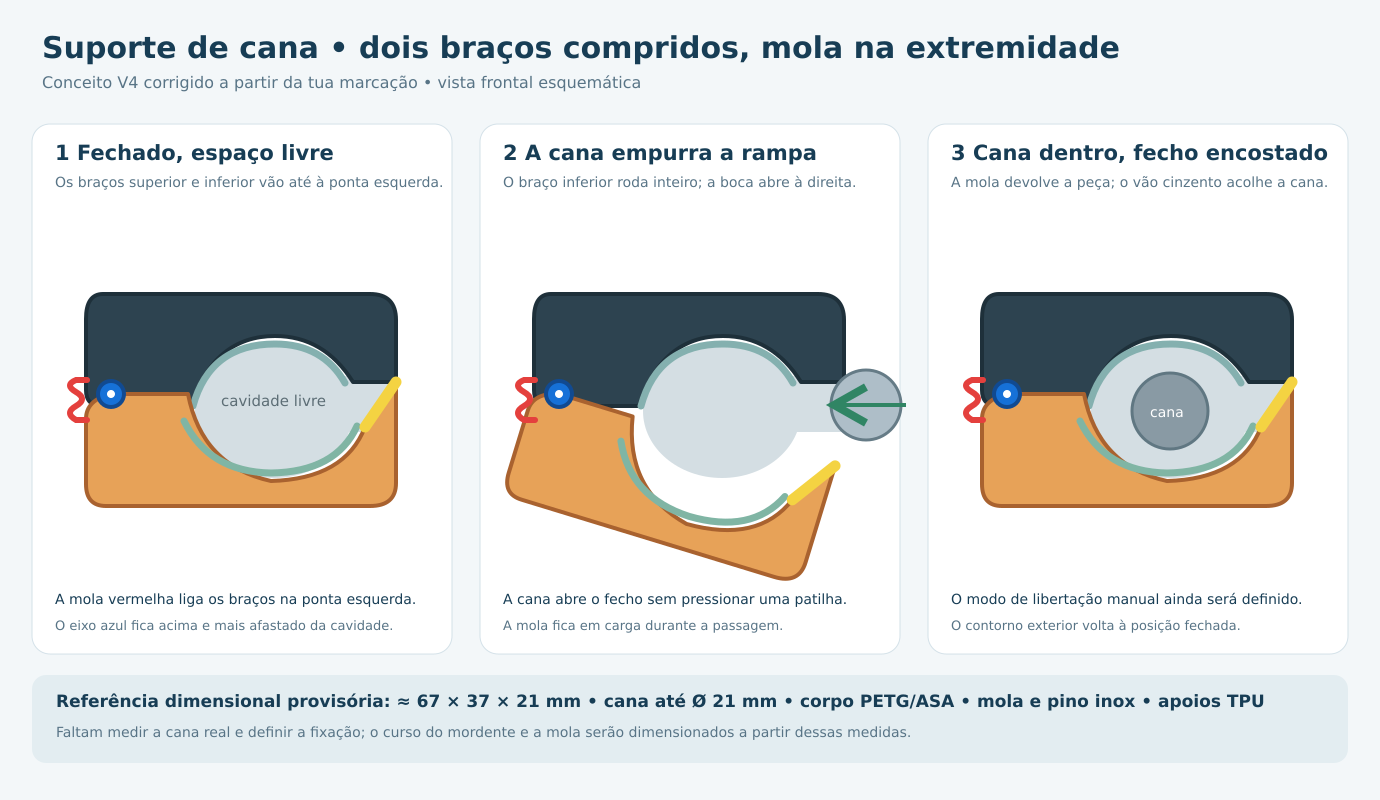 Suporte de cana • dois braços compridos, mola na extremidade
Conceito V4 corrigido a partir da tua marcação • vista frontal esquemática
1 Fechado, espaço livre
Os braços superior e inferior vão até à ponta esquerda.
cavidade livre
A mola vermelha liga os braços na ponta esquerda.
O eixo azul fica acima e mais afastado da cavidade.
2 A cana empurra a rampa
O braço inferior roda inteiro; a boca abre à direita.
A cana abre o fecho sem pressionar uma patilha.
A mola fica em carga durante a passagem.
3 Cana dentro, fecho encostado
A mola devolve a peça; o vão cinzento acolhe a cana.
cana
O modo de libertação manual ainda será definido.
O contorno exterior volta à posição fechada.
Referência dimensional provisória: ≈ 67 × 37 × 21 mm • cana até Ø 21 mm • corpo PETG/ASA • mola e pino inox • apoios TPU
Faltam medir a cana real e definir a fixação; o curso do mordente e a mola serão dimensionados a partir dessas medidas.